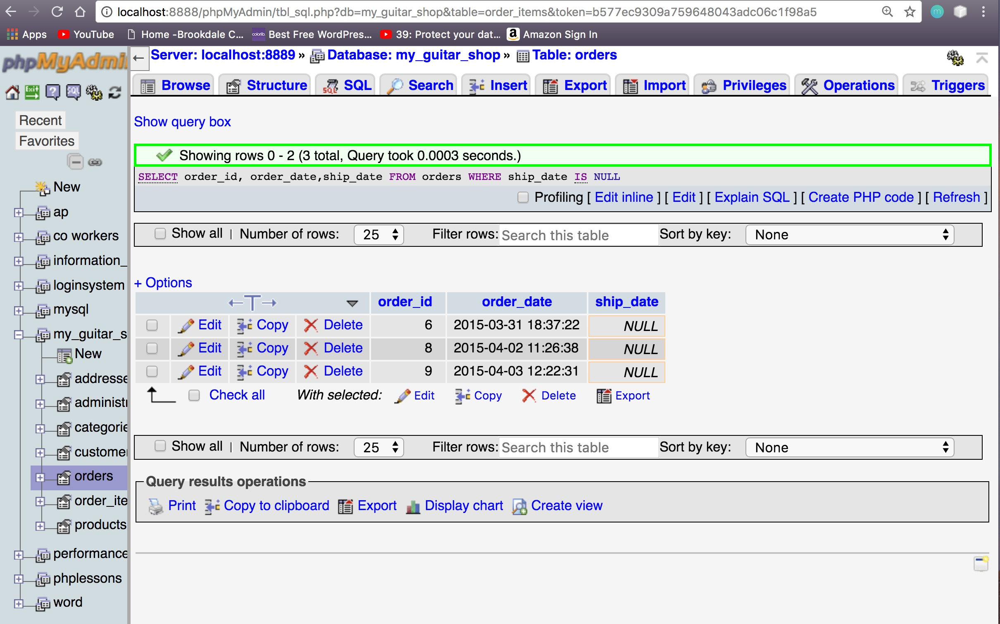 localhost:8888/phpMyAdmin/tbl_sql.php?db=my_guitar_shop&table=order_items&token=b577ec9309a759648043adc06c1f98a5
m
Apps YouTube Home -Brookdale C... colorlib. Best Free WordPres... 39: Protect your dat... a Amazon Sign In
phpMyAdmi
Exit ? SQL
Recent
Favorites
New
ap
co workers
information_
loginsystem
mysql
my_guitar_s
New
addresse
administr
categorie
customer
orders
order_ite
products
performance
phplessons
word
Server: localhost:8889 » Database: my_guitar_shop » Table: orders
Browse Structure SQL SQL Search Insert Export Import Privileges Operations Triggers
Show query box
Showing rows 0 - 2 (3 total, Query took 0.0003 seconds.)
SELECT order_id, order_date,ship_date FROM orders WHERE ship_date IS NULL
Profiling [ Edit inline ] [ Edit ] [ Explain SQL ] [ Create PHP code ] [ Refresh ]
Show all | Number of rows: 25 Filter rows: Search this table Sort by key: None
+ Options
←T→ order_id order_date ship_date
Edit Copy Delete 6 2015-03-31 18:37:22 NULL
Edit Copy Delete 8 2015-04-02 11:26:38 NULL
Edit Copy Delete 9 2015-04-03 12:22:31 NULL
Check all With selected: Edit Copy Delete Export
Show all | Number of rows: 25 Filter rows: Search this table Sort by key: None
Query results operations
Print Copy to clipboard Export Display chart Create view